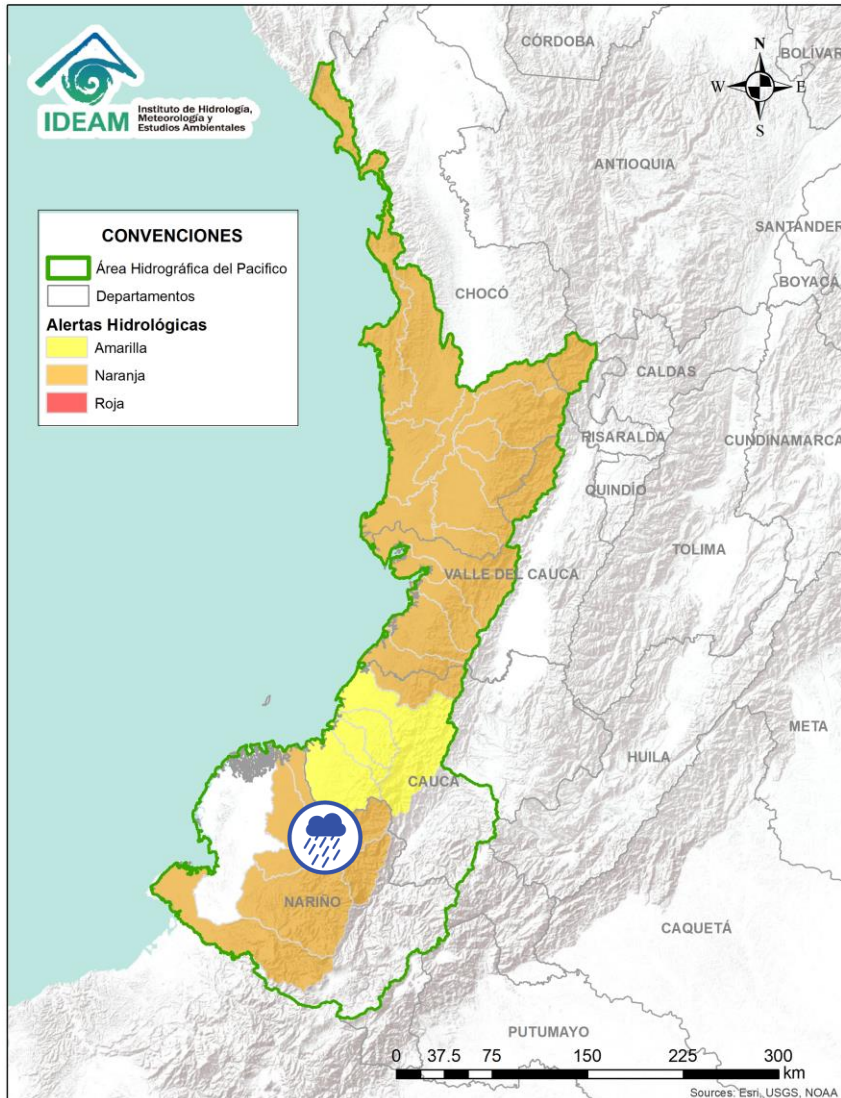 IDEAM
Instituto de Hidrología,
Meteorología y
Estudios Ambientales
CONVENCIONES
Área Hidrográfica del Pacifico
Departamentos
Alertas Hidrológicas
Amarilla
Naranja
Roja
N
W E
S
CÓRDOBA
BOLÍVAR
ANTIOQUIA
SANTANDER
BOYACÁ
CHOCÓ
CALDAS
RISARALDA
CUNDINAMARCA
QUINDÍO
TOLIMA
VALLE DEL CAUCA
META
HUILA
CAUCA
NARIÑO
CAQUETÁ
PUTUMAYO
0 37.5 75 150 225 300
km
Sources: Esri, USGS, NOAA